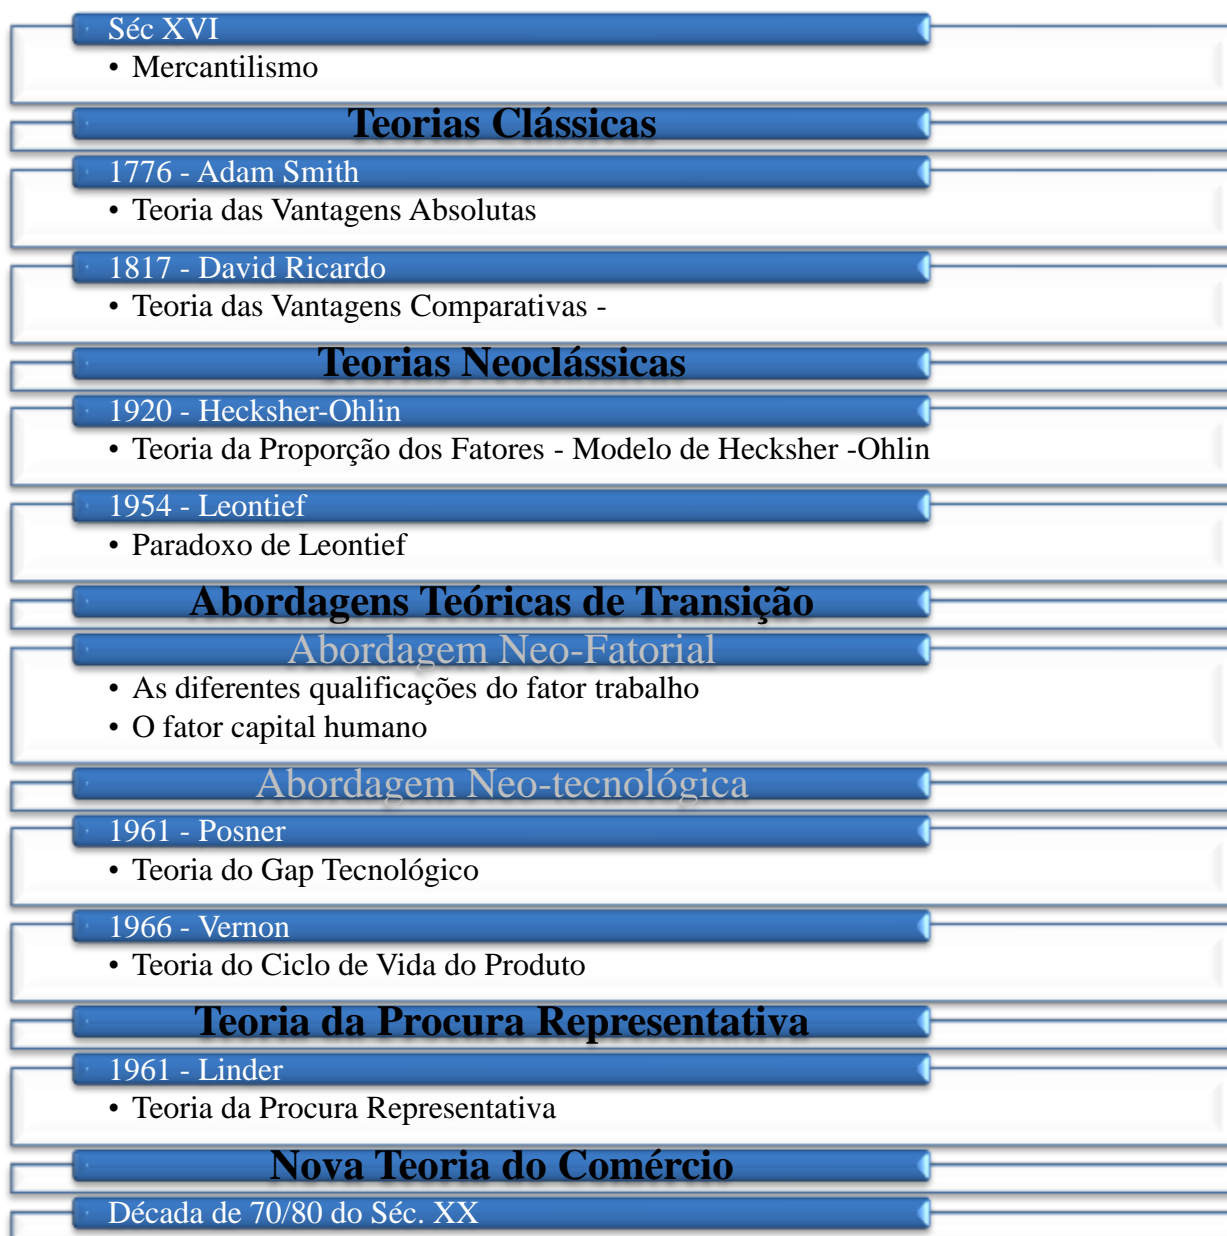 Séc XVI
• Mercantilismo
Teorias Clássicas
1776 - Adam Smith
• Teoria das Vantagens Absolutas
1817 - David Ricardo
• Teoria das Vantagens Comparativas -
Teorias Neoclássicas
1920 - Hecksher-Ohlin
• Teoria da Proporção dos Fatores - Modelo de Hecksher -Ohlin
1954 - Leontief
• Paradoxo de Leontief
Abordagens Teóricas de Transição
Abordagem Neo-Fatorial
• As diferentes qualificações do fator trabalho
• O fator capital humano
Abordagem Neo-tecnológica
1961 - Posner
• Teoria do Gap Tecnológico
1966 - Vernon
• Teoria do Ciclo de Vida do Produto
Teoria da Procura Representativa
1961 - Linder
• Teoria da Procura Representativa
Nova Teoria do Comércio
Década de 70/80 do Séc. XX